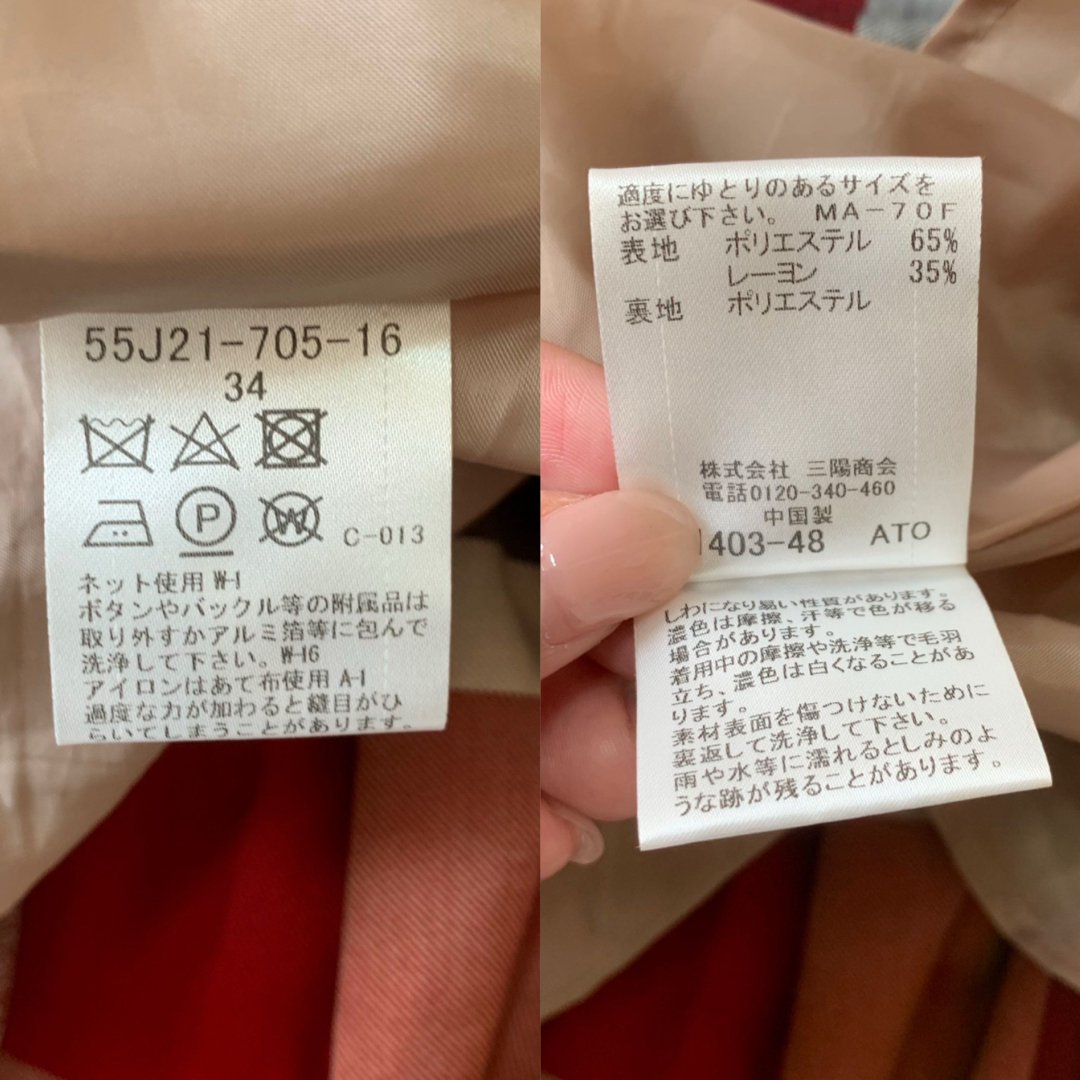 55J21-705-16
34
P
W
C-013
ネット使用 W-1
ボタンやバックル等の附属品は
取り外すかアルミ箔等に包んで
洗浄して下さい。W-16
アイロンはあて布使用 A-1
過度な力が加わると縫目がひ
らいてしまうことがあります。
適度にゆとりのあるサイズを
お選び下さい。 MA-70F
表地 ポリエステル 65%
レーヨン 35%
裏地 ポリエステル
株式会社 三陽商会
電話0120-340-460
中国製
403-48 ATO
しわになり易い性質があります。
濃色は摩擦、汗等で色が移る
場合があります。
着用中の摩擦や洗浄等で毛羽
立ち、濃色は白くなることがあ
ります。
素材表面を傷つけないために
裏返して洗浄して下さい。
雨や水等に濡れるとしみのよ
うな跡が残ることがあります。